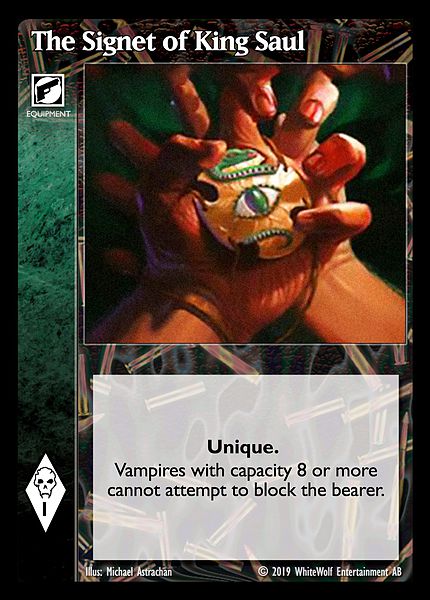 The Signet of King Saul
EQUIPMENT
Unique.
Vampires with capacity 8 or more
cannot attempt to block the bearer.
I
Illus: Michael Astrachan © 2019 WhiteWolf Entertainment AB